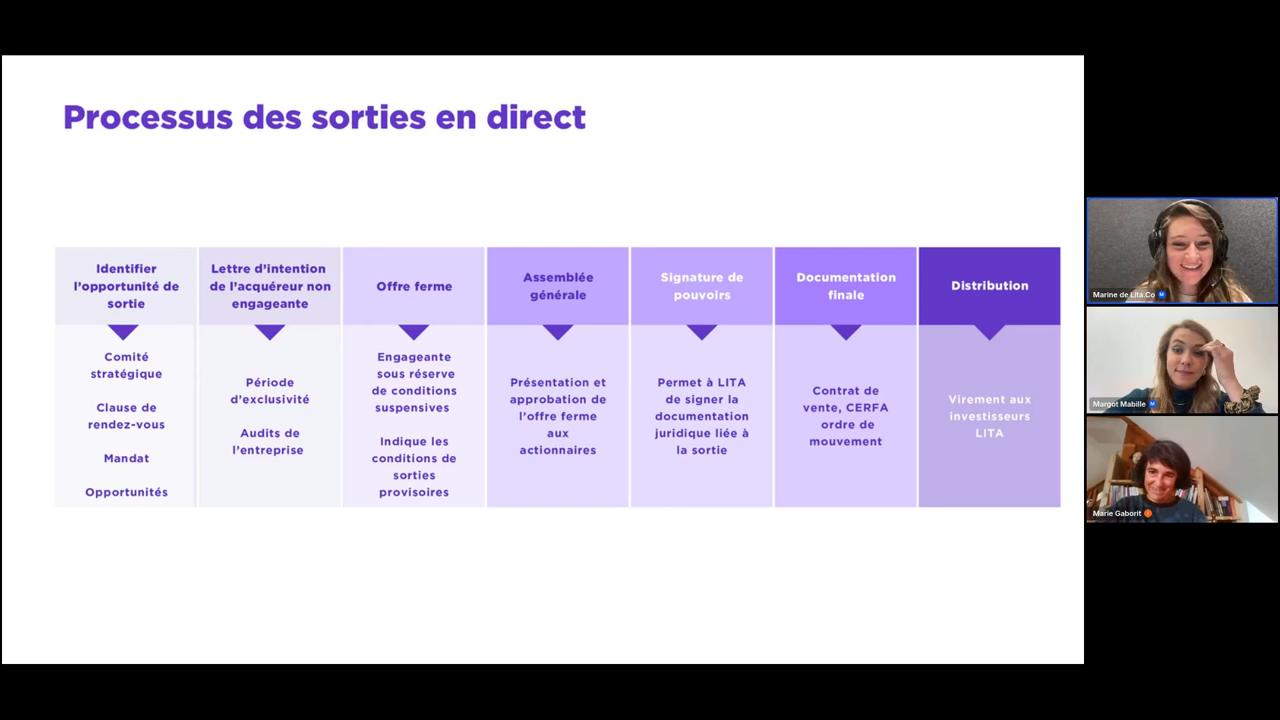 Processus des sorties en direct
Identifier
l'opportunité de
sortie
Comité
stratégique
Clause de
rendez-vous
Mandat
Opportunités
Lettre d'intention
de l'acquéreur non
engageante
Période
d'exclusivité
Audits de
l'entreprise
Offre ferme
Engageante
sous réserve
de conditions
suspensives
Indique les
conditions de
sorties
provisoires
Assemblée
générale
Présentation et
approbation de
l'offre ferme
aux
actionnaires
Signature de
pouvoirs
Permet à LITA
de signer la
documentation
juridique liée à
la sortie
Documentation
finale
Contrat de
vente, CERFA
ordre de
mouvement
Distribution
Virement aux
investisseurs
LITA
Marine de Lita.Co M
Margot Mabille M
Marie Gaborit